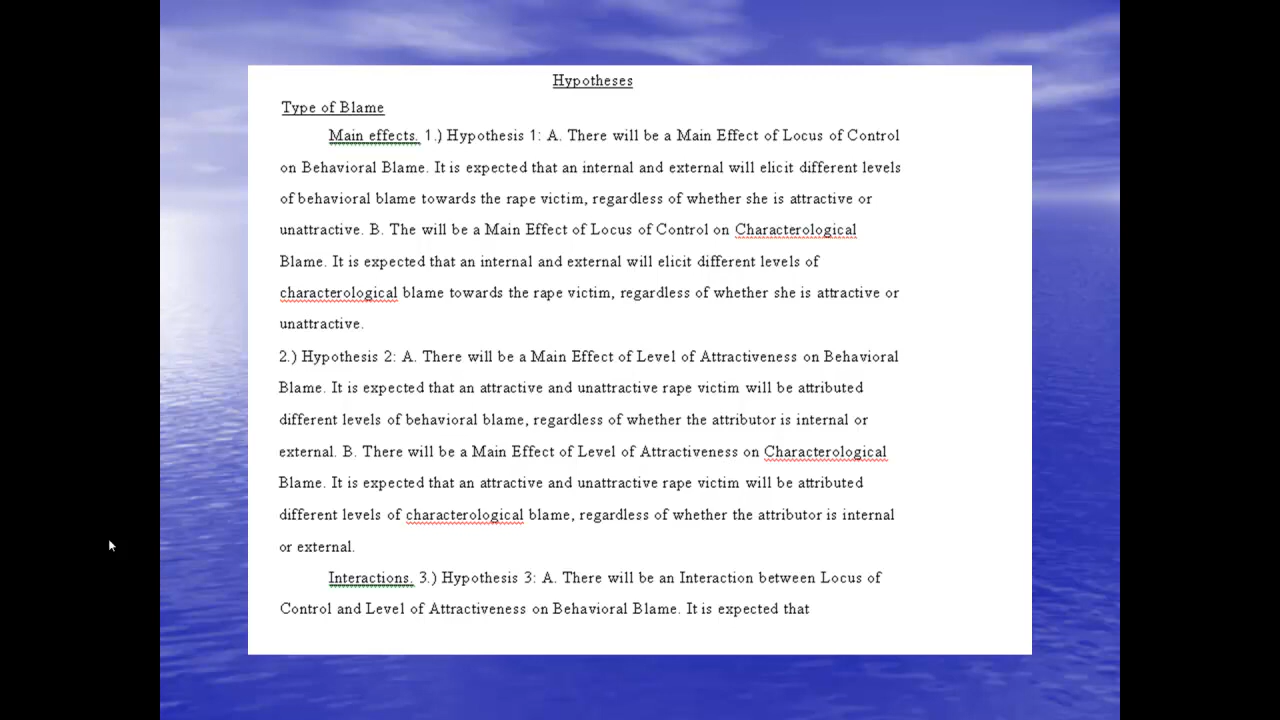 Hypotheses
Type of Blame
Main effects. 1.) Hypothesis 1: A. There will be a Main Effect of Locus of Control
on Behavioral Blame. It is expected that an internal and external will elicit different levels
of behavioral blame towards the rape victim, regardless of whether she is attractive or
unattractive. B. The will be a Main Effect of Locus of Control on Characterological
Blame. It is expected that an internal and external will elicit different levels of
characterological blame towards the rape victim, regardless of whether she is attractive or
unattractive.
2.) Hypothesis 2: A. There will be a Main Effect of Level of Attractiveness on Behavioral
Blame. It is expected that an attractive and unattractive rape victim will be attributed
different levels of behavioral blame, regardless of whether the attributor is internal or
external. B. There will be a Main Effect of Level of Attractiveness on Characterological
Blame. It is expected that an attractive and unattractive rape victim will be attributed
different levels of characterological blame, regardless of whether the attributor is internal
or external.
Interactions. 3.) Hypothesis 3: A. There will be an Interaction between Locus of
Control and Level of Attractiveness on Behavioral Blame. It is expected that